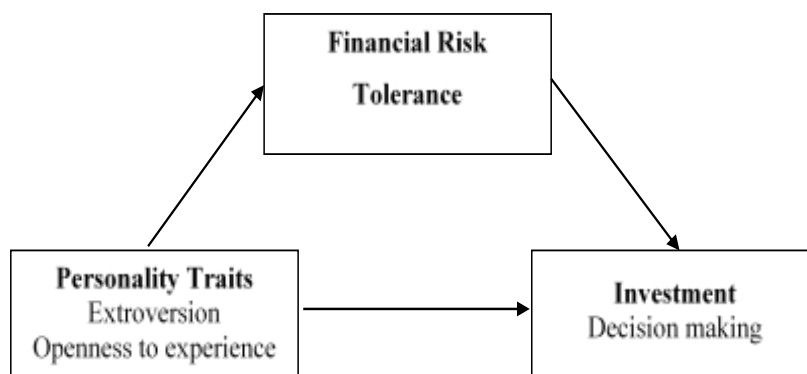 Financial Risk
Tolerance
Personality Traits
Extroversion
Openness to experience
Investment
Decision making